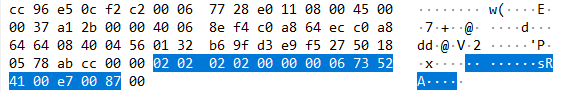 cc 96 e5 0c f2 c2 00 06 77 28 e0 11 08 00 45 00 ········ w(····E·
00 37 a1 2b 00 00 40 06 8e f4 c0 a8 64 ec c0 a8 ·7·+··@· ····d···
64 64 08 40 04 56 01 32 b6 9f d3 e9 f5 27 50 18 dd·@·V·2 ·····'P·
05 78 ab cc 00 00 02 02 02 02 00 00 00 06 73 52 ·x······ ······sR
41 00 e7 00 87 00 A·····